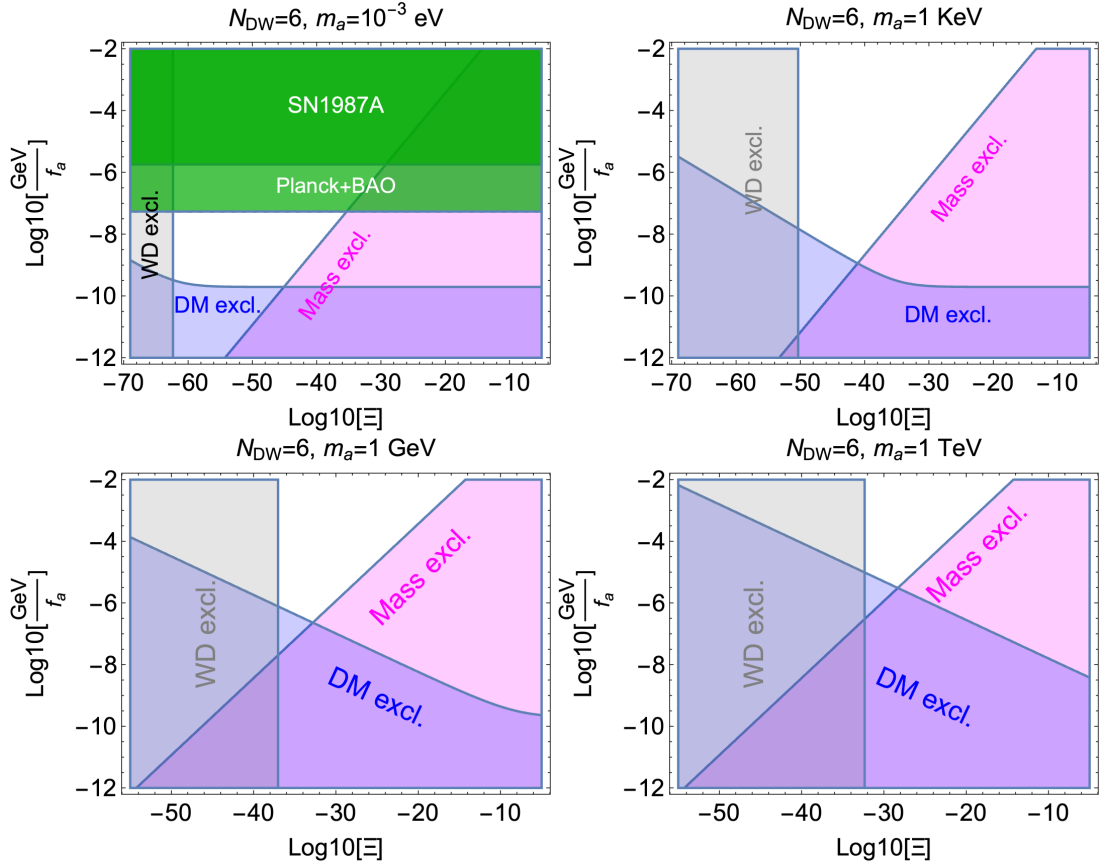 N_DW=6, m_a=10^-3 eV
Log10[GeV/f_a]
-2
-4
-6
-8
-10
-12
SN1987A
Planck+BAO
WD excl.
DM excl.
Mass excl.
-70 -60 -50 -40 -30 -20 -10
Log10[Ξ]
N_DW=6, m_a=1 KeV
Log10[GeV/f_a]
-2
-4
-6
-8
-10
-12
WD excl.
Mass excl.
DM excl.
-70 -60 -50 -40 -30 -20 -10
Log10[Ξ]
N_DW=6, m_a=1 GeV
Log10[GeV/f_a]
-2
-4
-6
-8
-10
-12
WD excl.
Mass excl.
DM excl.
-50 -40 -30 -20 -10
Log10[Ξ]
N_DW=6, m_a=1 TeV
Log10[GeV/f_a]
-2
-4
-6
-8
-10
-12
WD excl.
Mass excl.
DM excl.
-50 -40 -30 -20 -10
Log10[Ξ]